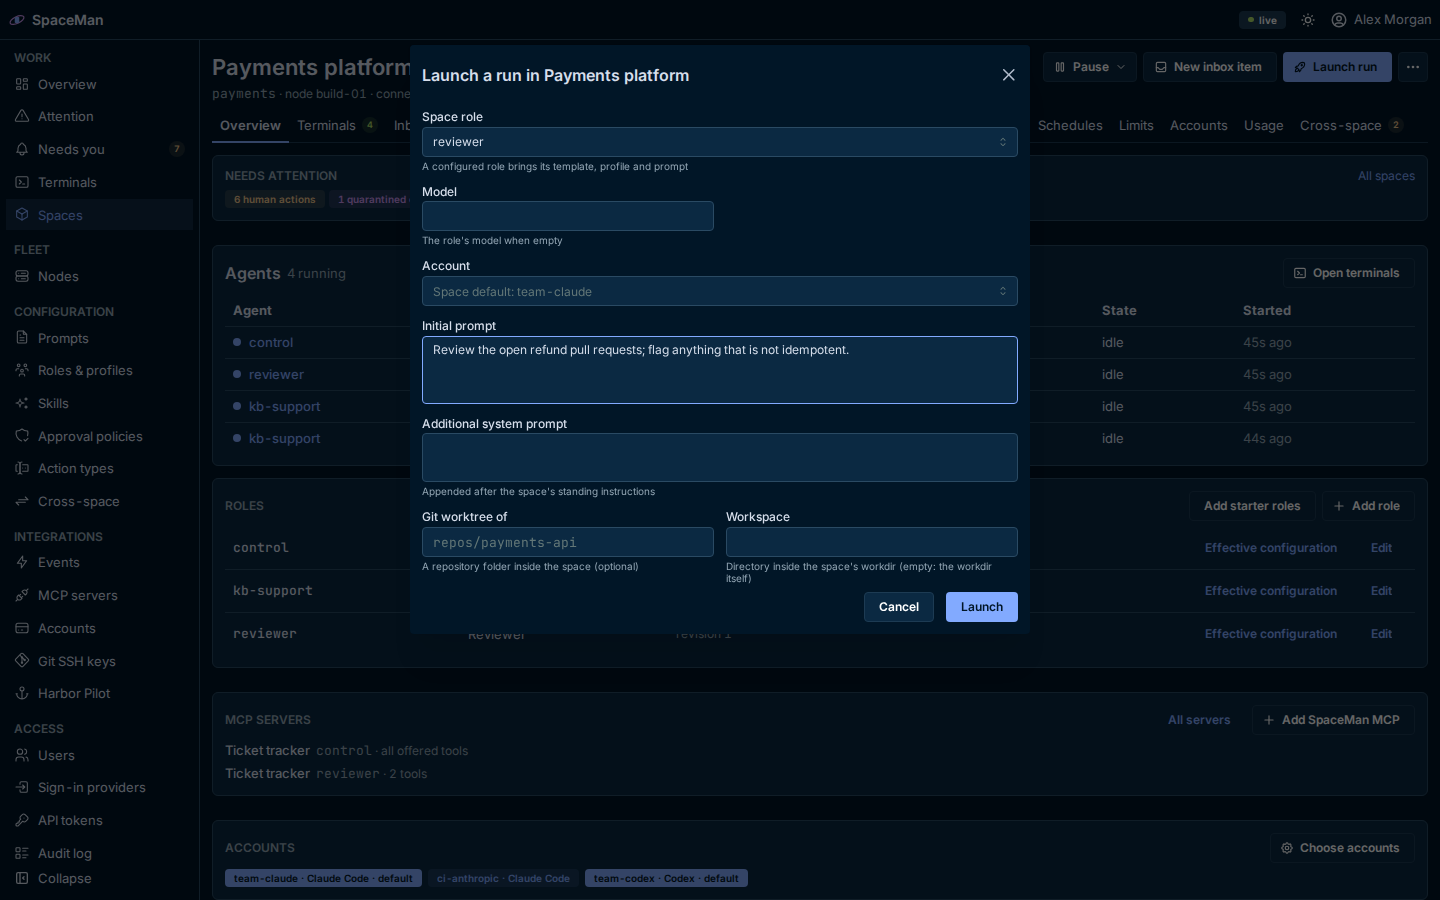 SpaceMan
live
Alex Morgan
WORK
Overview
Attention
Needs you 7
Terminals
Spaces
FLEET
Nodes
CONFIGURATION
Prompts
Roles & profiles
Skills
Approval policies
Action types
Cross-space
INTEGRATIONS
Events
MCP servers
Accounts
Git SSH keys
Harbor Pilot
ACCESS
Users
Sign-in providers
API tokens
Audit log
Collapse
Payments platform
payments · node build-01 ·
Pause
New inbox item
Launch run
Overview
Terminals 4
Schedules
Limits
Accounts
Usage
Cross-space 2
NEEDS ATTENTION
All spaces
6 human actions
1 quarantined
Agents 4 running
Open terminals
Agent State Started
control idle 45s ago
reviewer idle 45s ago
kb-support idle 45s ago
kb-support idle 44s ago
ROLES
Add starter roles
Add role
control Effective configuration Edit
kb-support Effective configuration Edit
reviewer Reviewer revision 1 Effective configuration Edit
MCP SERVERS
All servers
Add SpaceMan MCP
Ticket tracker control · all offered tools
Ticket tracker reviewer · 2 tools
ACCOUNTS
Choose accounts
team-claude · Claude Code · default
ci-anthropic · Claude Code
team-codex · Codex · default
Launch a run in Payments platform
Space role
reviewer
A configured role brings its template, profile and prompt
Model
The role's model when empty
Account
Space default: team-claude
Initial prompt
Review the open refund pull requests; flag anything that is not idempotent.
Additional system prompt
Appended after the space's standing instructions
Git worktree of
repos/payments-api
A repository folder inside the space (optional)
Workspace
Directory inside the space's workdir (empty: the workdir
itself)
Cancel
Launch